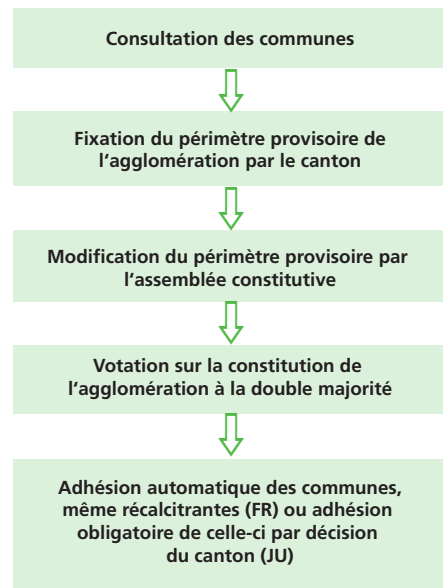 Consultation des communes
Fixation du périmètre provisoire de
l‘agglomération par le canton
Modification du périmètre provisoire par
l‘assemblée constitutive
Votation sur la constitution de
l‘agglomération à la double majorité
Adhésion automatique des communes,
même récalcitrantes (FR) ou adhésion
obligatoire de celle-ci par décision
du canton (JU)